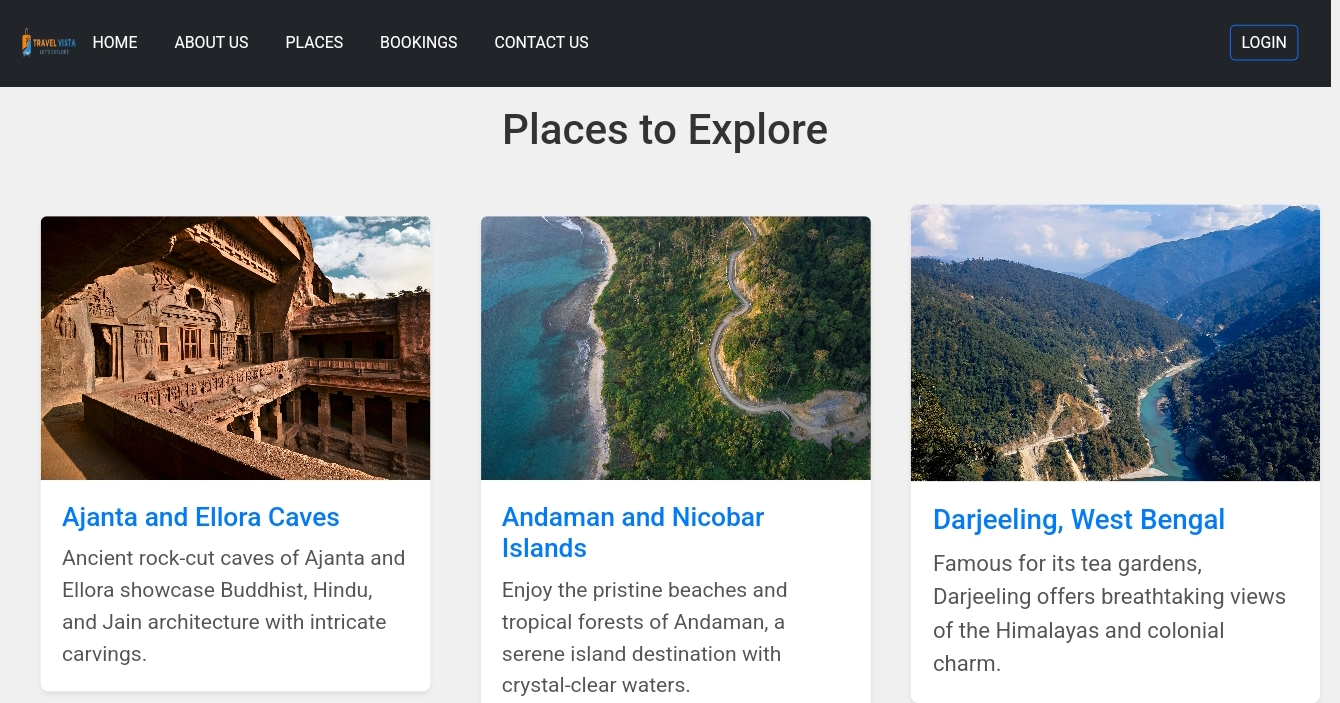 TRAVEL VISTA
LET'S EXPLORE
HOME
ABOUT US
PLACES
BOOKINGS
CONTACT US
LOGIN
Places to Explore
Ajanta and Ellora Caves
Ancient rock-cut caves of Ajanta and
Ellora showcase Buddhist, Hindu,
and Jain architecture with intricate
carvings.
Andaman and Nicobar
Islands
Enjoy the pristine beaches and
tropical forests of Andaman, a
serene island destination with
crystal-clear waters.
Darjeeling, West Bengal
Famous for its tea gardens,
Darjeeling offers breathtaking views
of the Himalayas and colonial
charm.